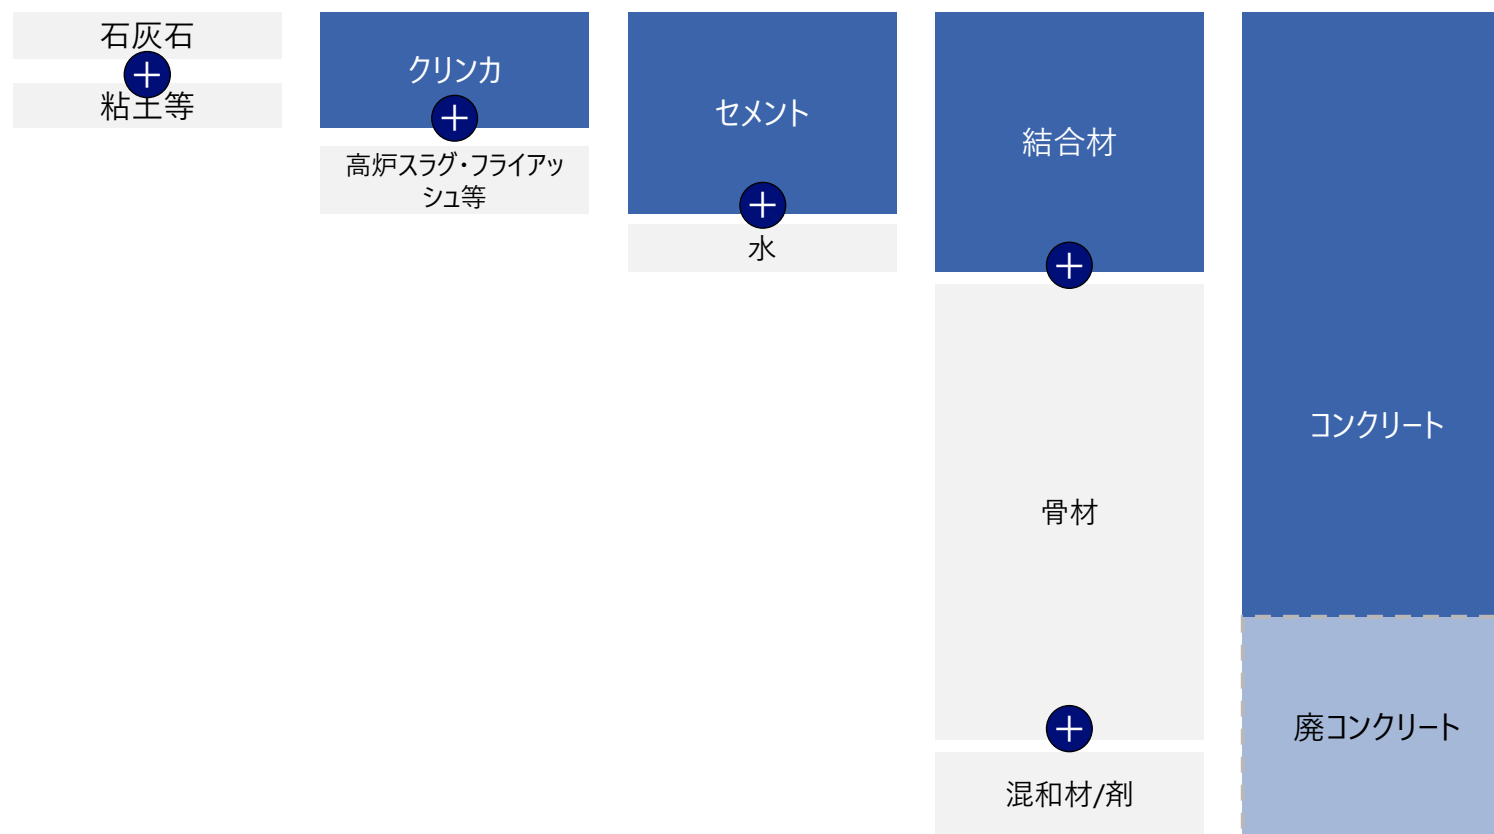 石灰石
粘土等
クリンカ
高炉スラグ・フライアッ
シュ等
セメント
水
結合材
骨材
混和材/剤
コンクリート
廃コンクリート